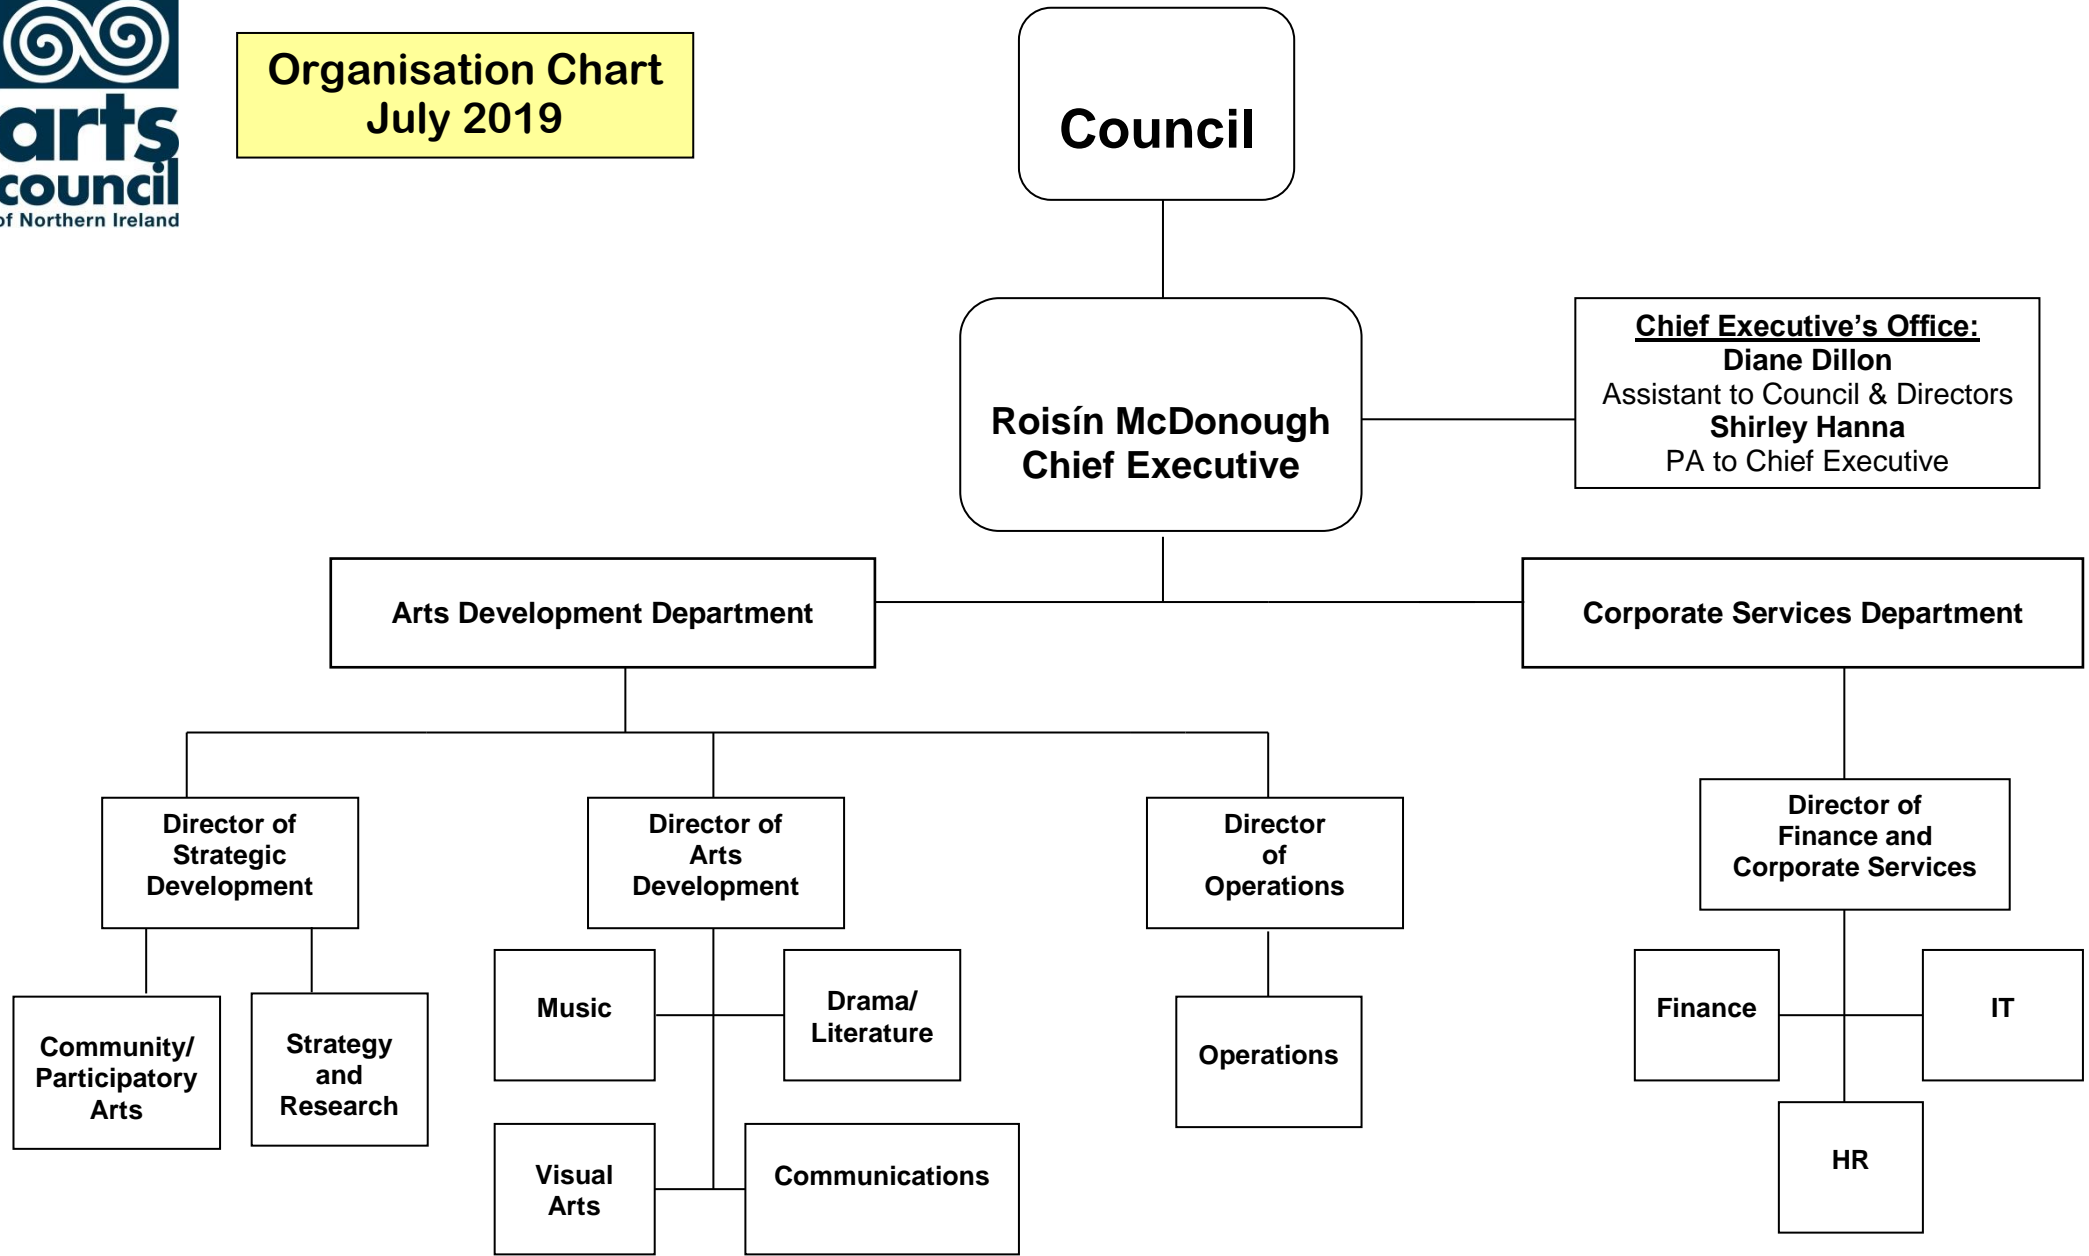 arts
council
of Northern Ireland
Organisation Chart
July 2019
Council
Roisín McDonough
Chief Executive
Chief Executive’s Office:
Diane Dillon
Assistant to Council & Directors
Shirley Hanna
PA to Chief Executive
Arts Development Department
Corporate Services Department
Director of
Strategic
Development
Director of
Arts
Development
Director
of
Operations
Director of
Finance and
Corporate Services
Community/
Participatory
Arts
Strategy
and
Research
Music
Drama/
Literature
Visual
Arts
Communications
Operations
Finance
IT
HR